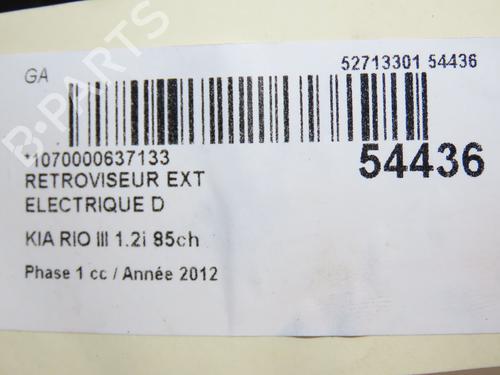 GA
52713301 54436
*1070000637133
54436
RETROVISEUR EXT
ELECTRIQUE D
KIA RIO III 1.2i 85ch
Phase 1 cc / Année 2012
B-PARTS